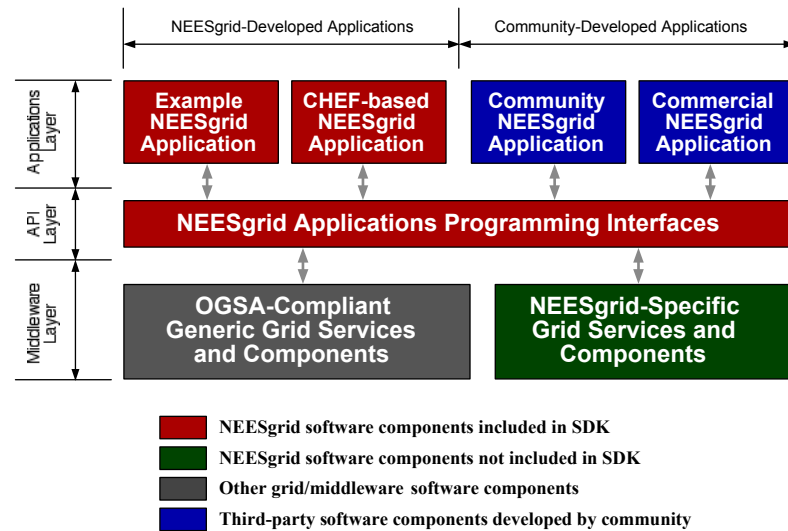 NEESgrid-Developed Applications
Community-Developed Applications
Applications
Layer
Example
NEESgrid
Application
CHEF-based
NEESgrid
Application
Community
NEESgrid
Application
Commercial
NEESgrid
Application
API
Layer
NEESgrid Applications Programming Interfaces
Middleware
Layer
OGSA-Compliant
Generic Grid Services
and Components
NEESgrid-Specific
Grid Services and
Components
NEESgrid software components included in SDK
NEESgrid software components not included in SDK
Other grid/middleware software components
Third-party software components developed by community